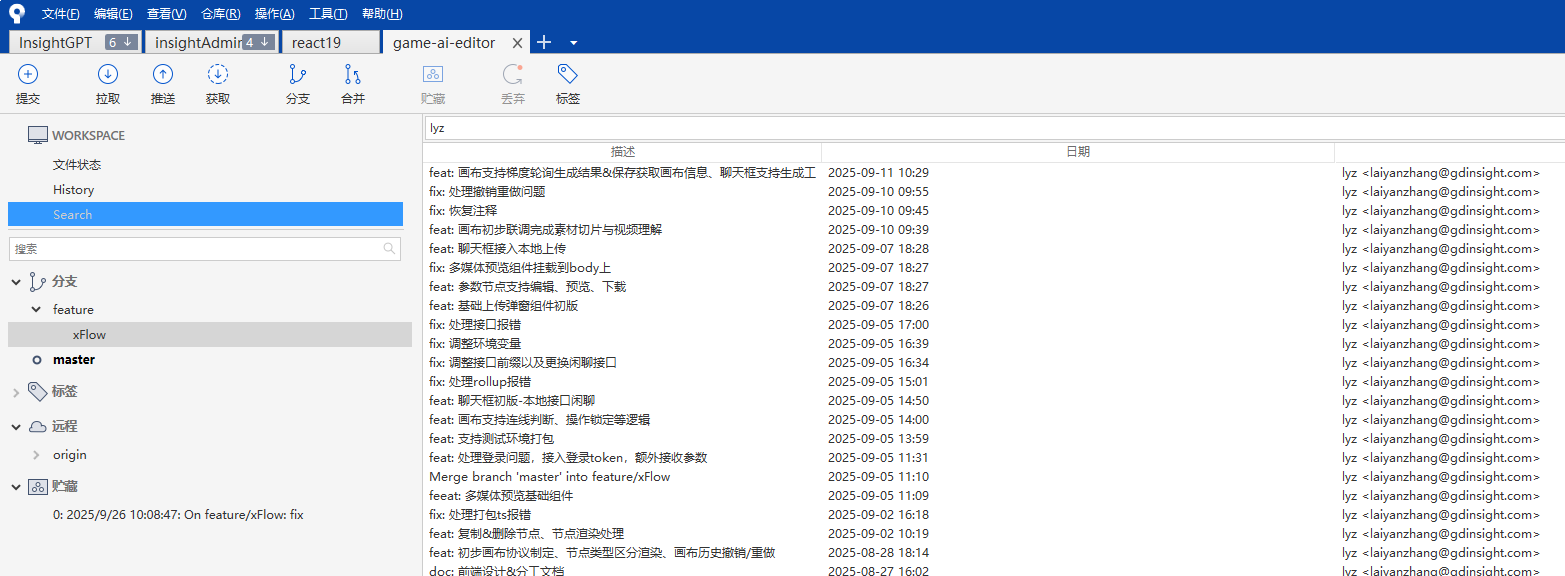 文件(F) 编辑(E) 查看(V) 仓库(R) 操作(A) 工具(T) 帮助(H)
InsightGPT 6 insightAdmin 4 react19 game-ai-editor
提交 拉取 推送 获取 分支 合并 贮藏 丢弃 标签
WORKSPACE
文件状态
History
Search
搜索
分支
feature
xFlow
master
标签
远程
origin
贮藏
0: 2025/9/26 10:08:47: On feature/xFlow: fix
lyz
描述 日期
feat: 画布支持梯度轮询生成结果&保存获取画布信息、聊天框支持生成工 2025-09-11 10:29 lyz <laiyanzhang@gdinsight.com>
fix: 处理撤销重做问题 2025-09-10 09:55 lyz <laiyanzhang@gdinsight.com>
fix: 恢复注释 2025-09-10 09:45 lyz <laiyanzhang@gdinsight.com>
feat: 画布初步联调完成素材切片与视频理解 2025-09-10 09:39 lyz <laiyanzhang@gdinsight.com>
feat: 聊天框接入本地上传 2025-09-07 18:28 lyz <laiyanzhang@gdinsight.com>
fix: 多媒体预览组件挂载到body上 2025-09-07 18:27 lyz <laiyanzhang@gdinsight.com>
feat: 参数节点支持编辑、预览、下载 2025-09-07 18:27 lyz <laiyanzhang@gdinsight.com>
feat: 基础上传弹窗组件初版 2025-09-07 18:26 lyz <laiyanzhang@gdinsight.com>
fix: 处理接口报错 2025-09-05 17:00 lyz <laiyanzhang@gdinsight.com>
fix: 调整环境变量 2025-09-05 16:39 lyz <laiyanzhang@gdinsight.com>
fix: 调整接口前缀以及更换闲聊接口 2025-09-05 16:34 lyz <laiyanzhang@gdinsight.com>
fix: 处理rollup报错 2025-09-05 15:01 lyz <laiyanzhang@gdinsight.com>
feat: 聊天框初版-本地接口闲聊 2025-09-05 14:50 lyz <laiyanzhang@gdinsight.com>
feat: 画布支持连线判断、操作锁定等逻辑 2025-09-05 14:00 lyz <laiyanzhang@gdinsight.com>
feat: 支持测试环境打包 2025-09-05 13:59 lyz <laiyanzhang@gdinsight.com>
feat: 处理登录问题，接入登录token，额外接收参数 2025-09-05 11:31 lyz <laiyanzhang@gdinsight.com>
Merge branch 'master' into feature/xFlow 2025-09-05 11:10 lyz <laiyanzhang@gdinsight.com>
feeat: 多媒体预览基础组件 2025-09-05 11:09 lyz <laiyanzhang@gdinsight.com>
fix: 处理打包ts报错 2025-09-02 16:18 lyz <laiyanzhang@gdinsight.com>
feat: 复制&删除节点、节点渲染处理 2025-09-02 10:19 lyz <laiyanzhang@gdinsight.com>
feat: 初步画布协议制定、节点类型区分渲染、画布历史撤销/重做 2025-08-28 18:14 lyz <laiyanzhang@gdinsight.com>
doc: 前端设计&分工文档 2025-08-27 16:02 lyz <laiyanzhang@gdinsight.com>